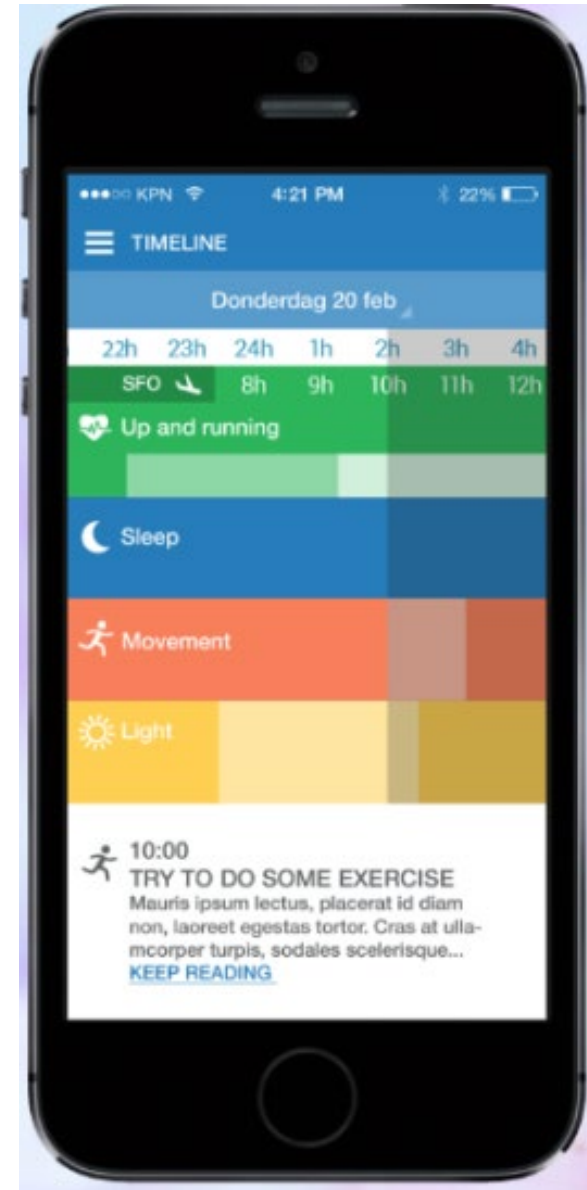 KPN 4:21 PM 22%
TIMELINE
Donderdag 20 feb
22h 23h 24h 1h 2h 3h 4h
SFO 8h 9h 10h 11h 12h
Up and running
Sleep
Movement
Light
10:00
TRY TO DO SOME EXERCISE
Mauris ipsum lectus, placerat id diam
non, laoreet egestas tortor. Cras at ulla-
mcorper turpis, sodales scelerisque...
KEEP READING